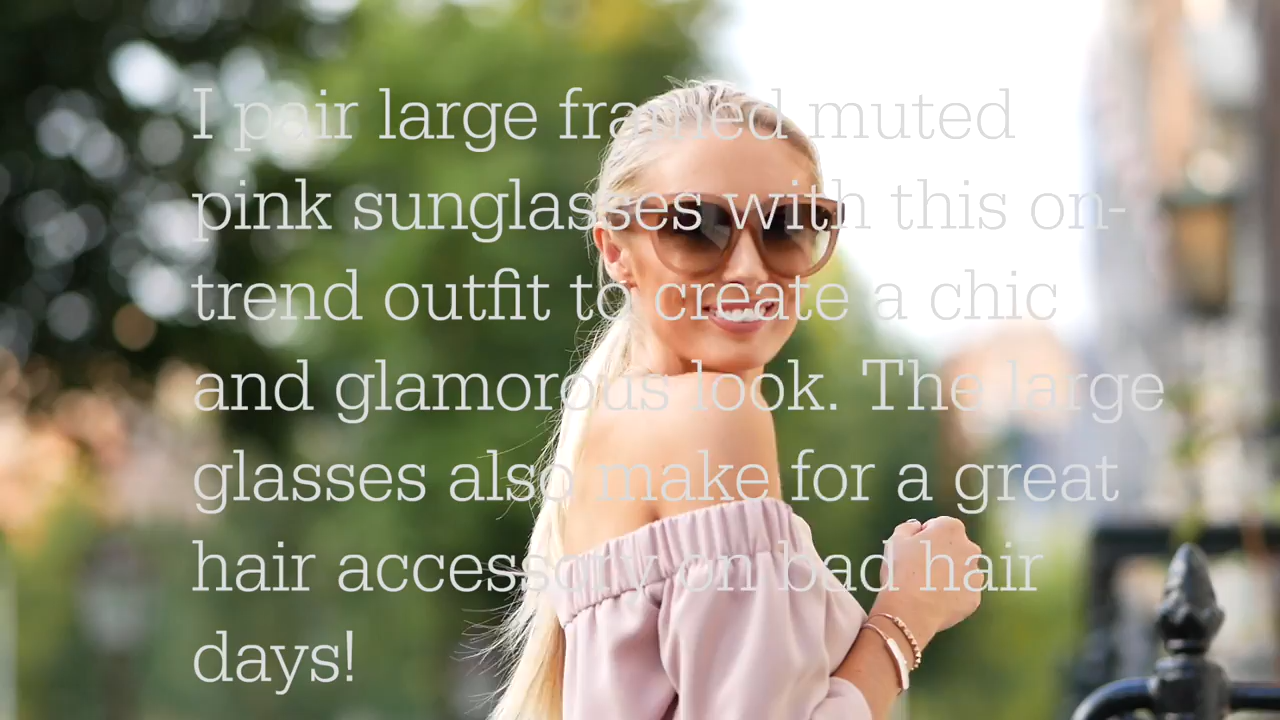 I pair large framed muted
pink sunglasses with this on-
trend outfit to create a chic
and glamorous look. The large
glasses also make for a great
hair accessory on bad hair
days!